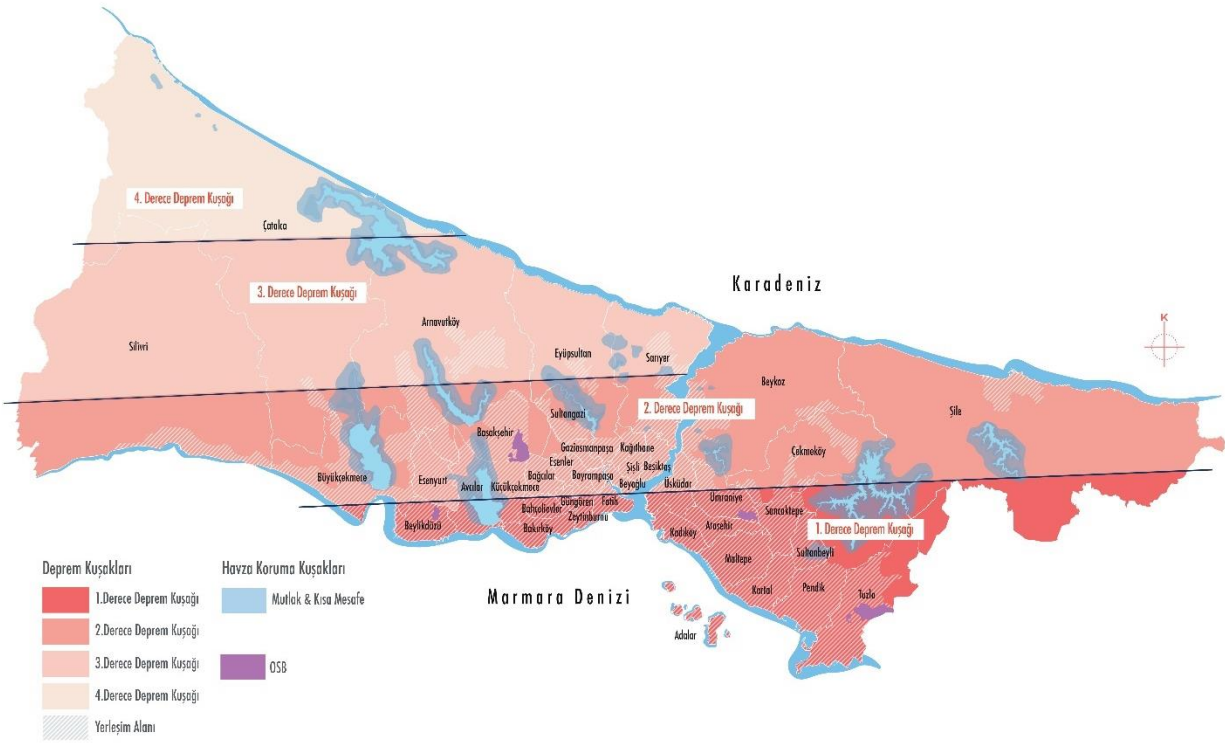 4. Derece Deprem Kuşağı
Çatalca
3. Derece Deprem Kuşağı
Karadeniz
K
Silivri
Arnavutköy
Eyüpsultan
Sarıyer
Beykoz
Şile
2. Derece Deprem Kuşağı
Sultangazi
Başakşehir
Gaziosmanpaşa
Kağıthane
Çekmeköy
Esenler
Şişli
Beşiktaş
Büyükçekmece
Esenyurt
Avcılar
Küçükçekmece
Bağcılar
Bayrampaşa
Beyoğlu
Üsküdar
Ümraniye
Güngören
Fatih
Bahçelievler
Zeytinburnu
Sancaktepe
Beylikdüzü
Bakırköy
Kadıköy
Ataşehir
1. Derece Deprem Kuşağı
Maltepe
Sultanbeyli
Kartal
Pendik
Tuzla
Marmara Denizi
Adalar
Deprem Kuşakları
1.Derece Deprem Kuşağı
2.Derece Deprem Kuşağı
3.Derece Deprem Kuşağı
4.Derece Deprem Kuşağı
Yerleşim Alanı
Havza Koruma Kuşakları
Mutlak & Kısa Mesafe
OSB